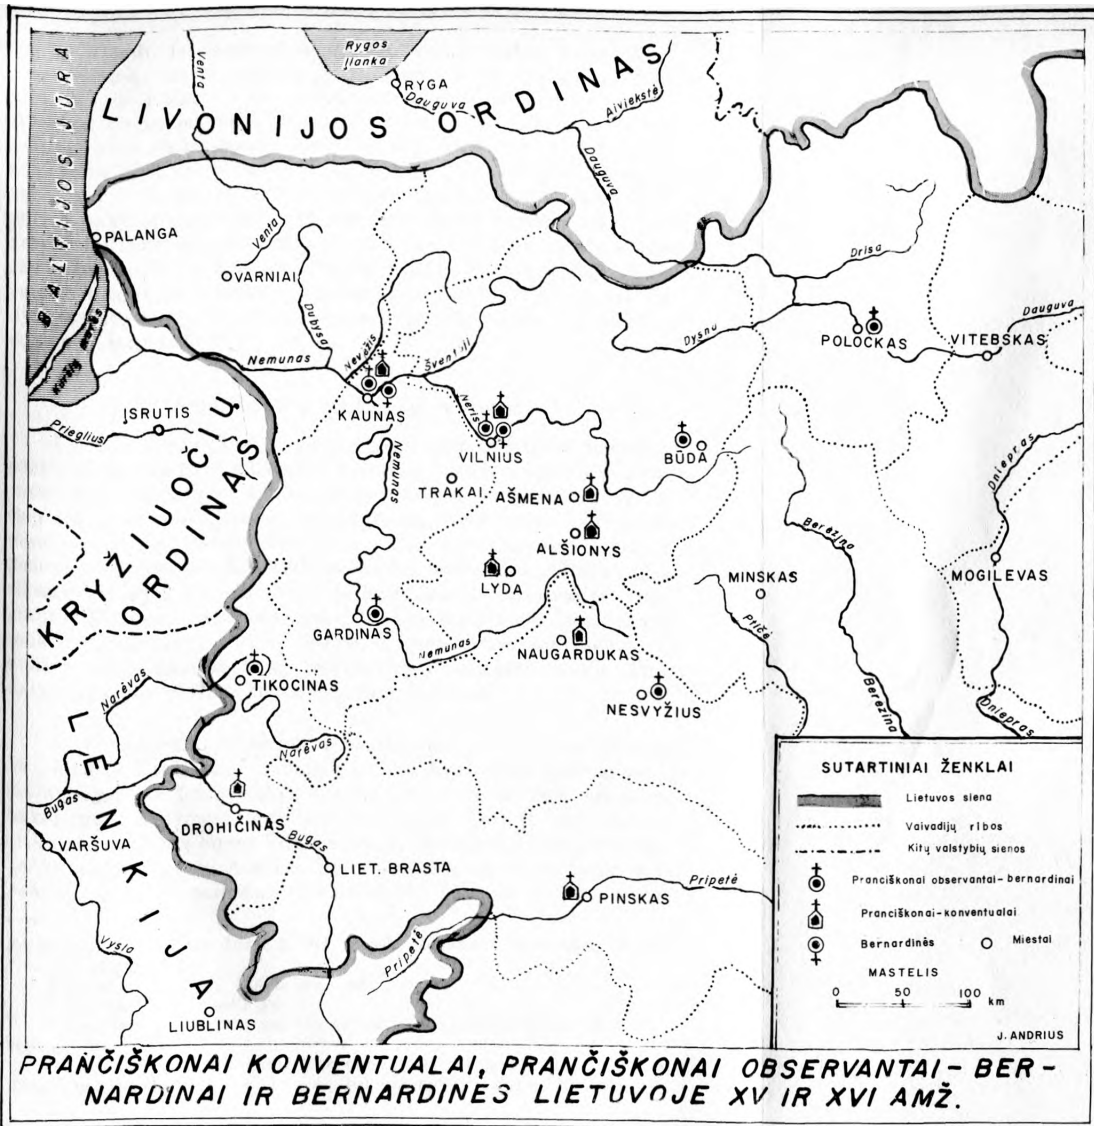 BALTIJOS JŪRA
Venta
Rygos
Įlanka
RYGA
Dauguva
Aiviekstė
LIVONIJOS ORDINAS
Dauguva
PALANGA
Venta
VARNIAI
Drisa
Kuršių marės
Dubysa
Nevėžis
Šventoji
Dysna
POLOCKAS
Dauguva
VITEBSKAS
Nemunas
KAUNAS
Neris
VILNIUS
BŪDA
ĮSRUTIS
Prieglius
Nemunas
TRAKAI
AŠMENA
Dniepras
KRYŽIUOČIŲ
ORDINAS
ALŠIONYS
Berezina
LYDA
MINSKAS
MOGILEVAS
GARDINAS
Nemunas
NAUGARDUKAS
Ptičė
Narėvas
TIKOCINAS
NESVYŽIUS
Berezina
Dniepras
Narėvas
LENKIJA
Bugas
DROHIČINAS
VARŠUVA
Bugas
LIET. BRASTA
PINSKAS
Pripetė
Vysla
Pripetė
LIUBLINAS
SUTARTINIAI ŽENKLAI
Lietuvos siena
Vaivadijų ribos
Kitų valstybių sienos
Pranciškonai observantai-bernardinai
Pranciškonai-konventualai
Bernardinės
Miestai
MASTELIS
0 50 100 km
J. ANDRIUS
PRANČIŠKONAI KONVENTUALAI, PRANČIŠKONAI OBSERVANTAI-BER-
NARDINAI IR BERNARDINĖS LIETUVOJE XV IR XVI AMŽ.